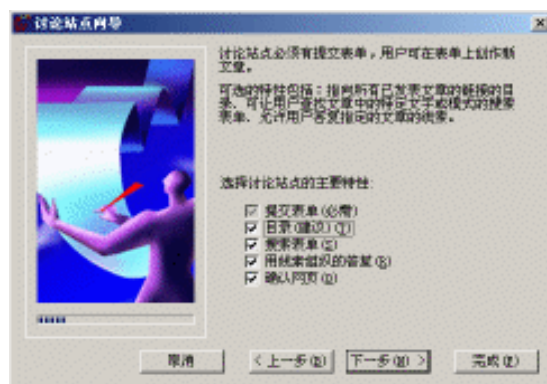 讨论站点向导
讨论站点必须有提交表单，用户可在表单上创作新
文章。
可选的特性包括：指向所有已发表文章的链接的目
录、可让用户查找文章中的特定文字或模式的搜索
表单、允许用户答复指定的文章的线索。
选择讨论站点的主要特性:
提交表单(必需)
目录(建议)(T)
搜索表单(S)
用线索组织的答复(R)
确认网页(O)
取消
< 上一步(B)
下一步(N) >
完成(F)